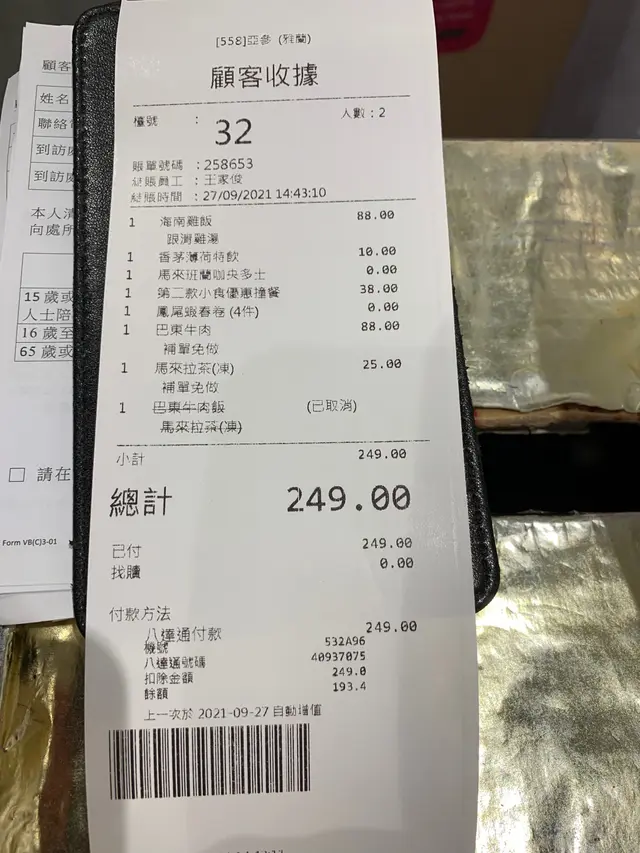 [558]亞參 (雅蘭)
顧客收據
檯號 : 32 人數:2
賬單號碼 :258653
結賬員工 :王家俊
結賬時間 :27/09/2021 14:43:10
1 海南雞飯 88.00
跟滑雞湯
1 香茅薄荷特飲 10.00
1 馬來班蘭咖央多士 0.00
1 第二款小食優惠撞餐 38.00
1 鳳尾蝦春卷 (4件) 0.00
1 巴東牛肉 88.00
補單免做
1 馬來拉茶(凍) 25.00
補單免做
1 巴東牛肉飯 (已取消)
馬來拉茶(凍)
小計 249.00
總計 249.00
已付 249.00
找贖 0.00
付款方法
八達通付款 249.00
機號 532A96
八達通號碼 40937075
扣除金額 249.0
餘額 193.4
上一次於 2021-09-27 自動增值
顧客
姓名
聯絡
到訪處
到訪處
本人清
向處所
15 歲或
人士陪
16 歲至
65 歲或
請在
Form VB(C)3-01